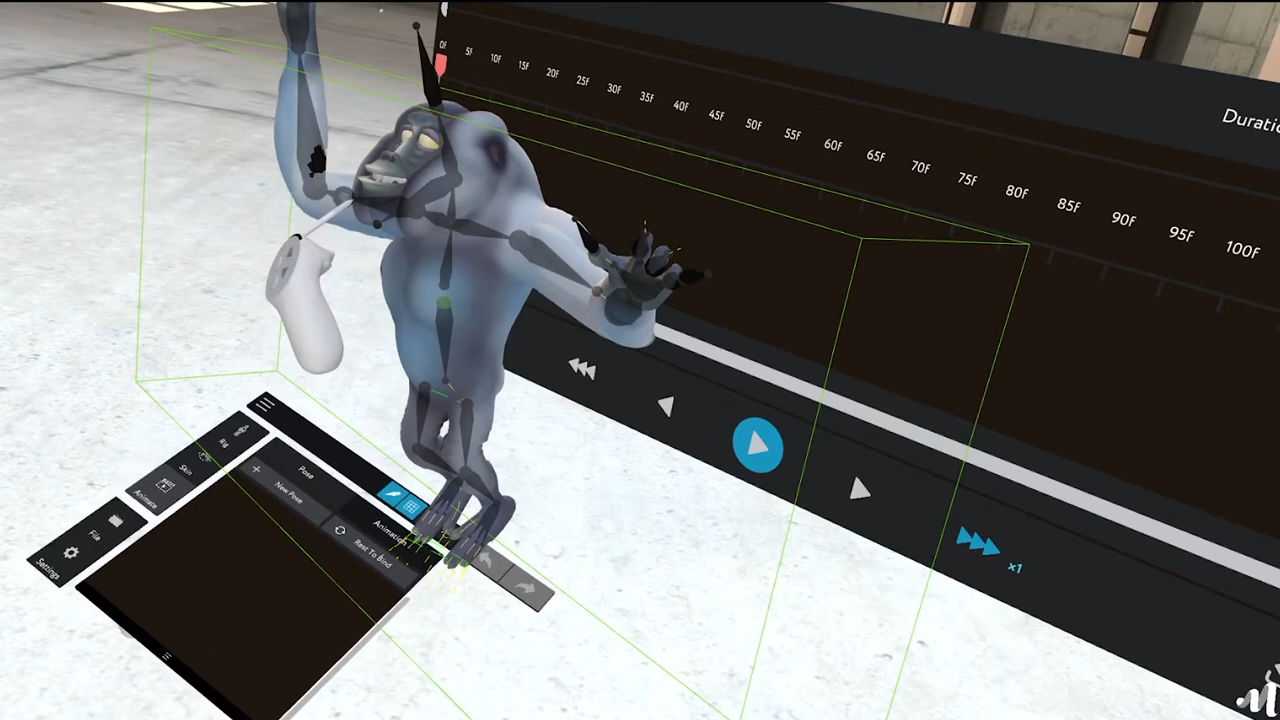 0F 5F 10F 15F 20F 25F 30F 35F 40F 45F 50F 55F 60F 65F 70F 75F 80F 85F 90F 95F 100F
Duratio
x1
Rig
Skin
Animate
File
Settings
Pose
Animation
New Pose
Rest To Bind